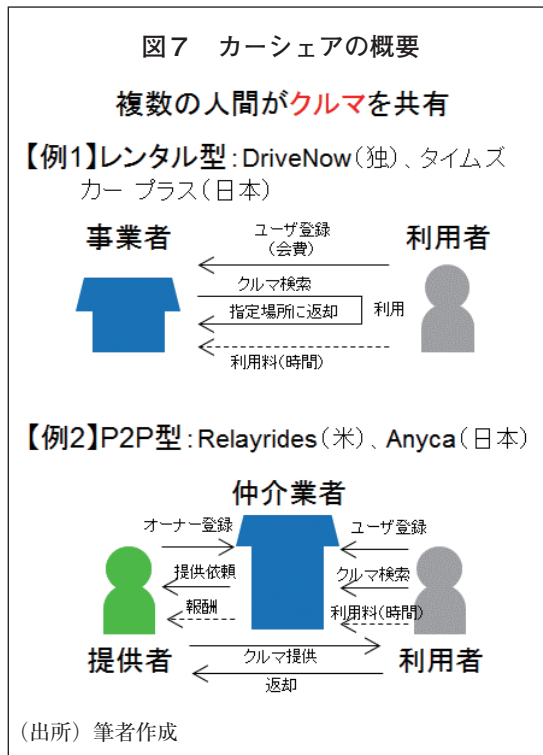 図７　カーシェアの概要
複数の人間がクルマを共有
【例1】レンタル型：DriveNow（独）、タイムズ
カー プラス（日本）
事業者
利用者
ユーザ登録
（会費）
クルマ検索
指定場所に返却
利用
利用料（時間）
【例2】P2P型：Relayrides（米）、Anyca（日本）
仲介業者
オーナー登録
ユーザ登録
提供依頼
クルマ検索
報酬
利用料（時間）
提供者
クルマ提供
利用者
返却
（出所）筆者作成